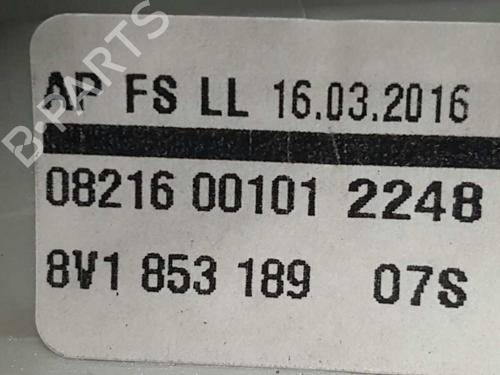 AP FS LL 16.03.2016
08216 00101 2248
8V1 853 189 07S
B-PARTS